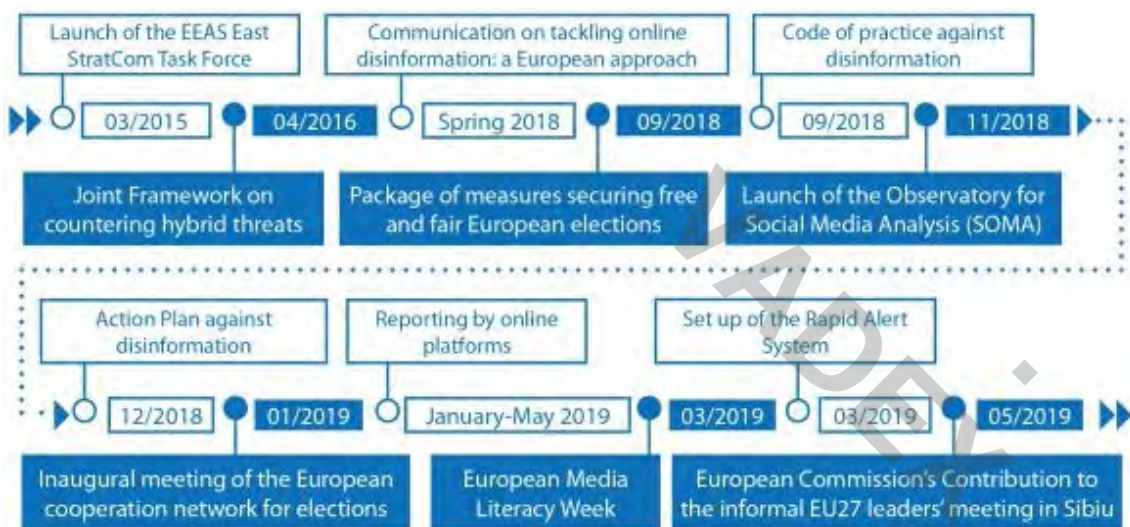 Launch of the EEAS East
StratCom Task Force
Communication on tackling online
disinformation: a European approach
Code of practice against
disinformation
03/2015
04/2016
Spring 2018
09/2018
09/2018
11/2018
Joint Framework on
countering hybrid threats
Package of measures securing free
and fair European elections
Launch of the Observatory for
Social Media Analysis (SOMA)
Action Plan against
disinformation
Reporting by online
platforms
Set up of the Rapid Alert
System
12/2018
01/2019
January-May 2019
03/2019
03/2019
05/2019
Inaugural meeting of the European
cooperation network for elections
European Media
Literacy Week
European Commission's Contribution to
the informal EU27 leaders' meeting in Sibiu